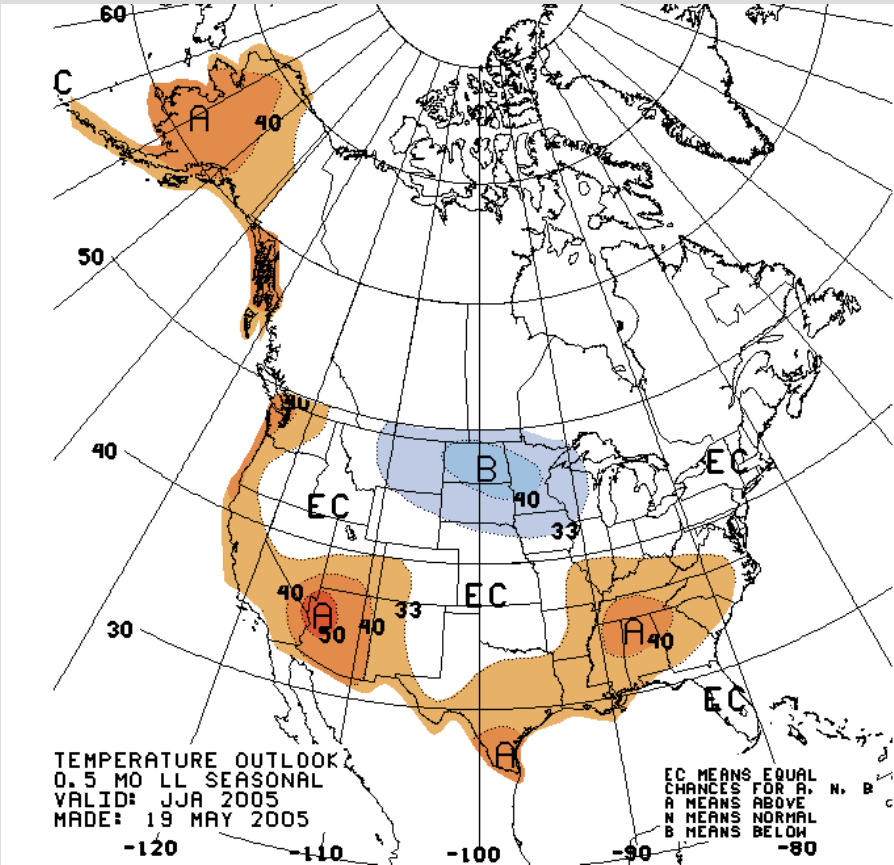 60
C
A
40
50
40
40
B
EC
EC
40
33
EC
40
A
33
50
40
A
40
30
EC
A
TEMPERATURE OUTLOOK
0.5 MO LL SEASONAL
VALID: JJA 2005
MADE: 19 MAY 2005
EC MEANS EQUAL
CHANCES FOR A, N, B
A MEANS ABOVE
N MEANS NORMAL
B MEANS BELOW
C
-120
-110
-100
-90
-80